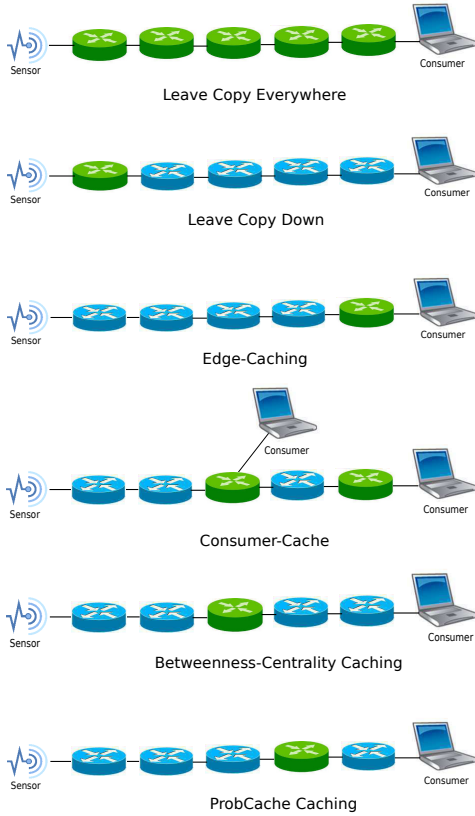 Sensor
Consumer
Leave Copy Everywhere
Sensor
Consumer
Leave Copy Down
Sensor
Consumer
Edge-Caching
Consumer
Sensor
Consumer
Consumer-Cache
Sensor
Consumer
Betweenness-Centrality Caching
Sensor
Consumer
ProbCache Caching